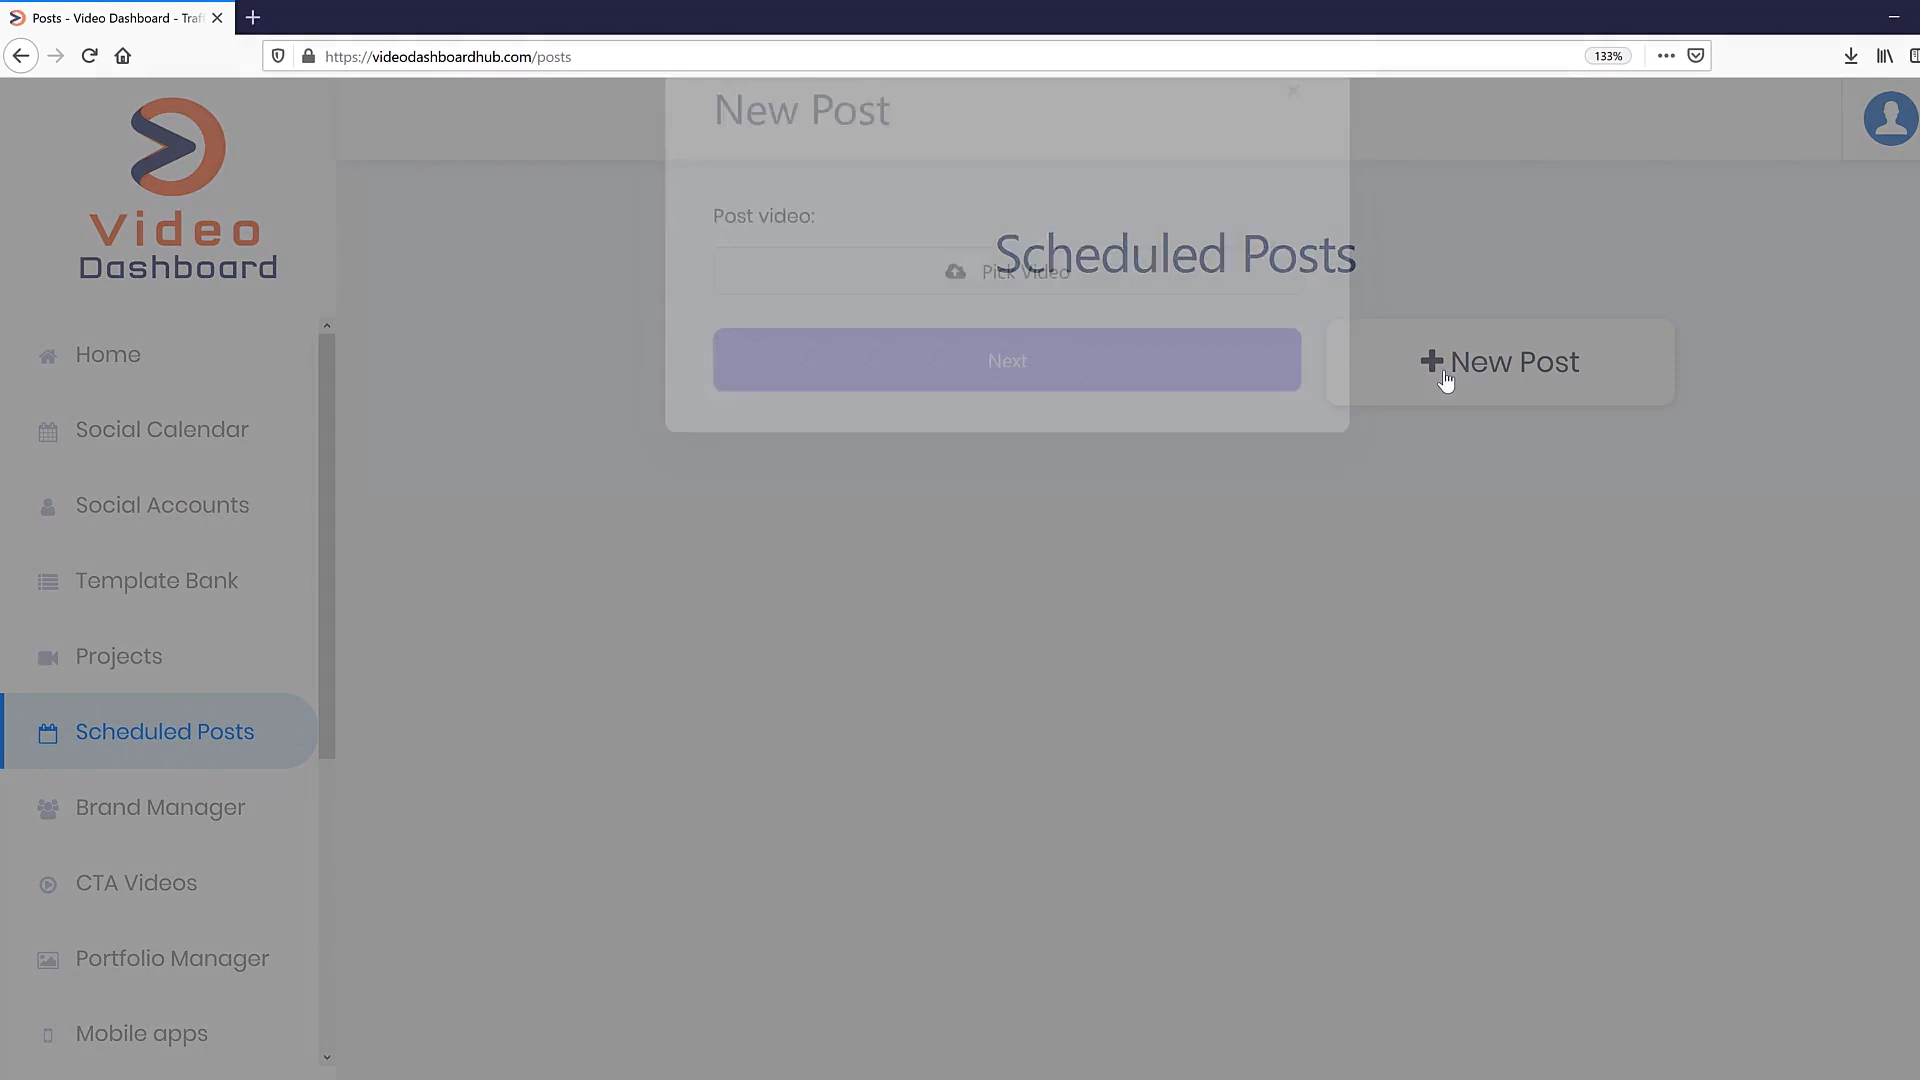 Posts - Video Dashboard - Traf
https://videodashboardhub.com/posts
133%
Video
Dashboard
Home
Social Calendar
Social Accounts
Template Bank
Projects
Scheduled Posts
Brand Manager
CTA Videos
Portfolio Manager
Mobile apps
New Post
Post video:
Scheduled Posts
Pick Video
Next
New Post